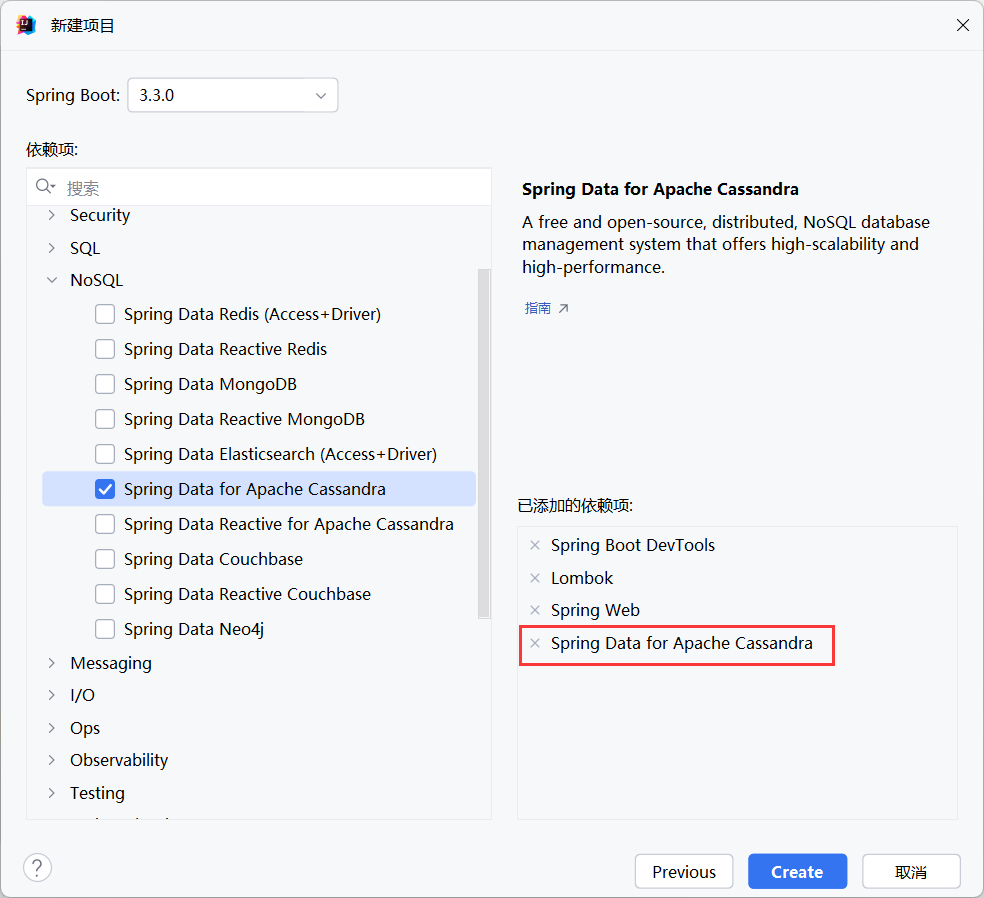 新建项目
Spring Boot: 3.3.0
依赖项:
搜索
Security
SQL
NoSQL
Spring Data Redis (Access+Driver)
Spring Data Reactive Redis
Spring Data MongoDB
Spring Data Reactive MongoDB
Spring Data Elasticsearch (Access+Driver)
Spring Data for Apache Cassandra
Spring Data Reactive for Apache Cassandra
Spring Data Couchbase
Spring Data Reactive Couchbase
Spring Data Neo4j
Messaging
I/O
Ops
Observability
Testing
Spring Data for Apache Cassandra
A free and open-source, distributed, NoSQL database
management system that offers high-scalability and
high-performance.
指南
已添加的依赖项:
Spring Boot DevTools
Lombok
Spring Web
Spring Data for Apache Cassandra
?
Previous
Create
取消